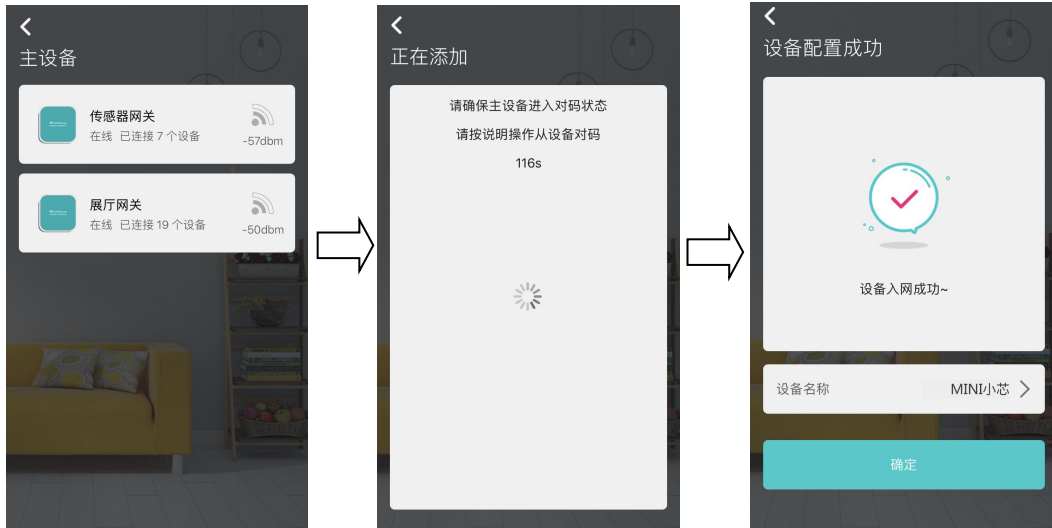 主设备
传感器网关
在线 已连接 7 个设备
-57dbm
展厅网关
在线 已连接 19 个设备
-50dbm
正在添加
请确保主设备进入对码状态
请按说明操作从设备对码
116s
设备配置成功
设备入网成功~
设备名称
MINI小芯
确定